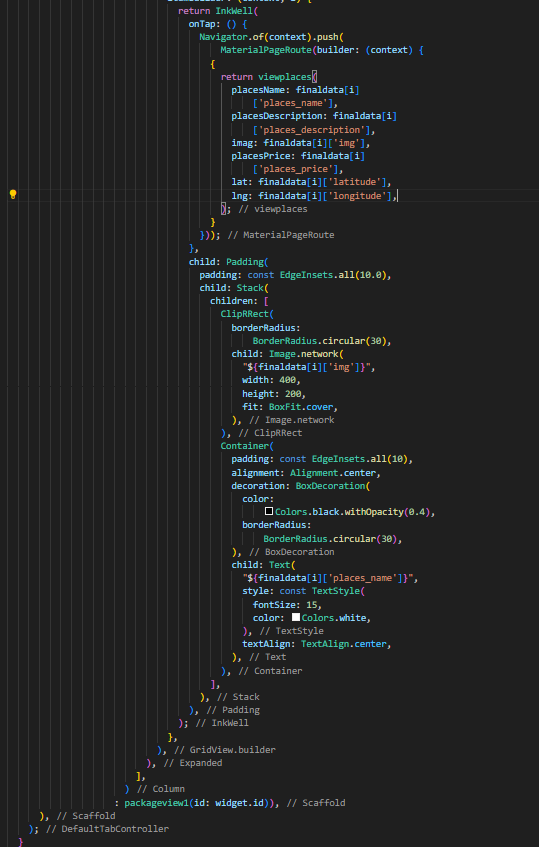 return InkWell(
onTap: () {
Navigator.of(context).push(
MaterialPageRoute(builder: (context) {
{
return viewplaces(
placesName: finaldata[i]
['places_name'],
placesDescription: finaldata[i]
['places_description'],
imag: finaldata[i]['img'],
placesPrice: finaldata[i]
['places_price'],
lat: finaldata[i]['latitude'],
lng: finaldata[i]['longitude'],
); // viewplaces
}
})); // MaterialPageRoute
},
child: Padding(
padding: const EdgeInsets.all(10.0),
child: Stack(
children: [
ClipRRect(
borderRadius:
BorderRadius.circular(30),
child: Image.network(
"${finaldata[i]['img']}",
width: 400,
height: 200,
fit: BoxFit.cover,
), // Image.network
), // ClipRRect
Container(
padding: const EdgeInsets.all(10),
alignment: Alignment.center,
decoration: BoxDecoration(
color:
Colors.black.withOpacity(0.4),
borderRadius:
BorderRadius.circular(30),
), // BoxDecoration
child: Text(
"${finaldata[i]['places_name']}",
style: const TextStyle(
fontSize: 15,
color: Colors.white,
), // TextStyle
textAlign: TextAlign.center,
), // Text
), // Container
],
), // Stack
), // Padding
); // InkWell
},
), // GridView.builder
), // Expanded
],
) // Column
: packageview1(id: widget.id)), // Scaffold
), // Scaffold
); // DefaultTabController
}